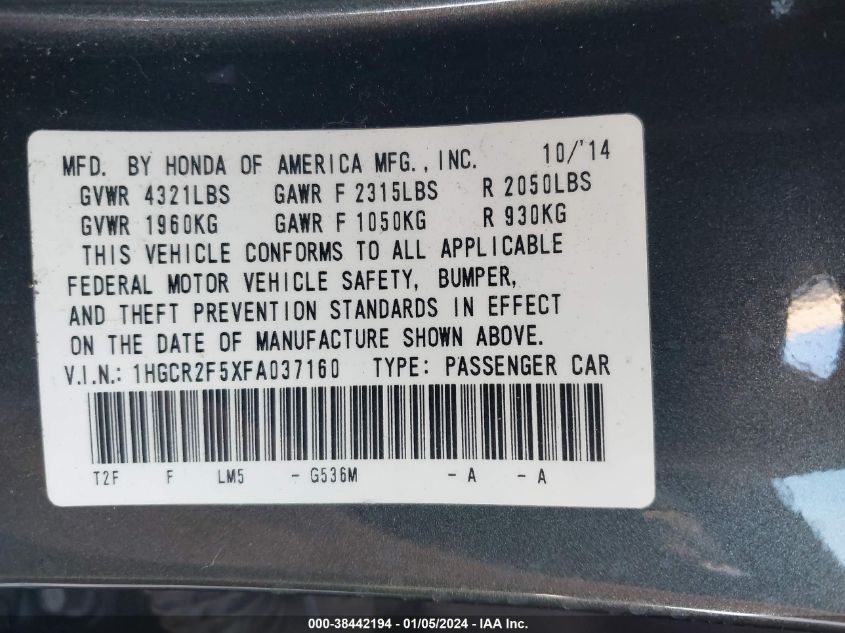 MFD. BY HONDA OF AMERICA MFG., INC. 10/'14
GVWR 4321LBS GAWR F 2315LBS R 2050LBS
GVWR 1960KG GAWR F 1050KG R 930KG
THIS VEHICLE CONFORMS TO ALL APPLICABLE
FEDERAL MOTOR VEHICLE SAFETY, BUMPER,
AND THEFT PREVENTION STANDARDS IN EFFECT
ON THE DATE OF MANUFACTURE SHOWN ABOVE.
V.I.N.: 1HGCR2F5XFA037160 TYPE: PASSENGER CAR
T2F F LM5 - G536M - A - A
000-38442194 - 01/05/2024 - IAA Inc.